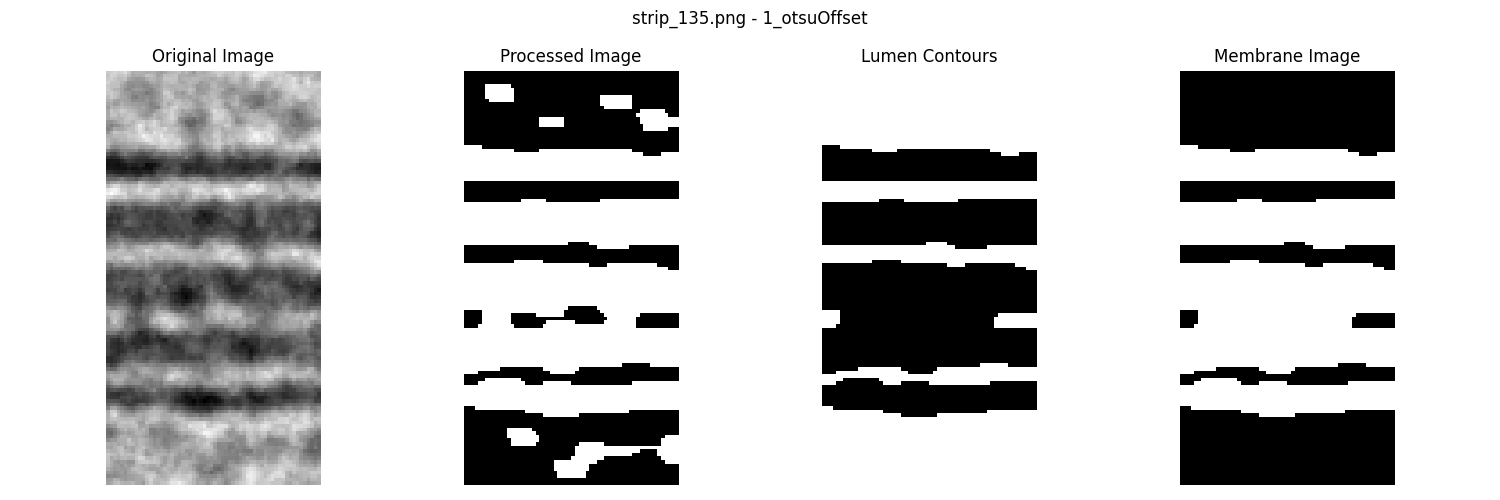 strip_135.png - 1_otsuOffset
Original Image
Processed Image
Lumen Contours
Membrane Image